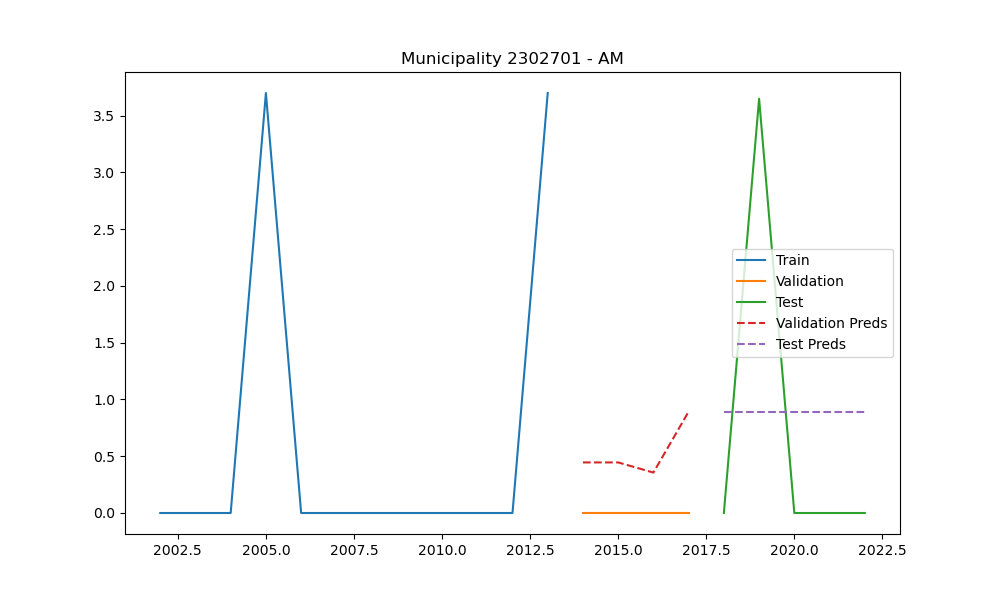 Municipality 2302701 - AM
3.5
3.0
2.5
2.0
1.5
1.0
0.5
0.0
Train
Validation
Test
Validation Preds
Test Preds
2002.5 2005.0 2007.5 2010.0 2012.5 2015.0 2017.5 2020.0 2022.5